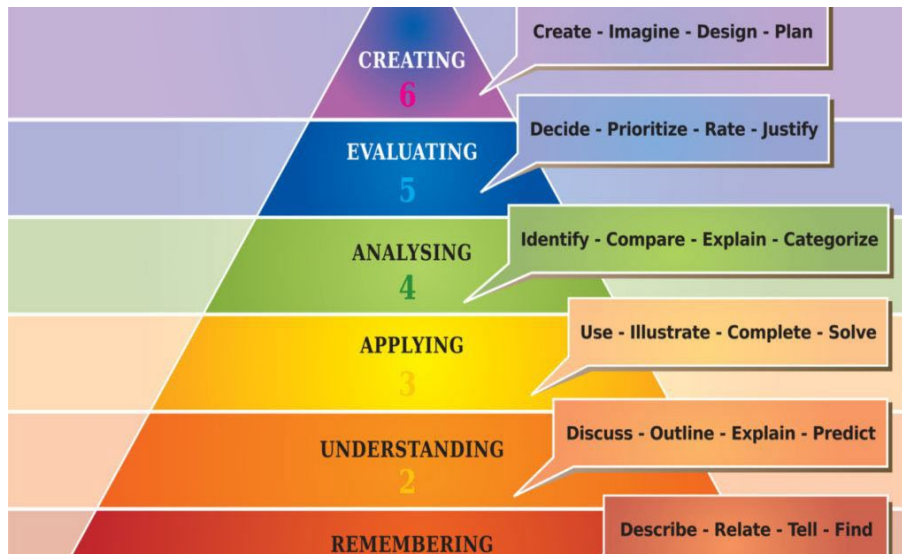 Create - Imagine - Design - Plan
CREATING
6
Decide - Prioritize - Rate - Justify
EVALUATING
5
Identify - Compare - Explain - Categorize
ANALYSING
4
Use - Illustrate - Complete - Solve
APPLYING
3
Discuss - Outline - Explain - Predict
UNDERSTANDING
2
Describe - Relate - Tell - Find
REMEMBERING